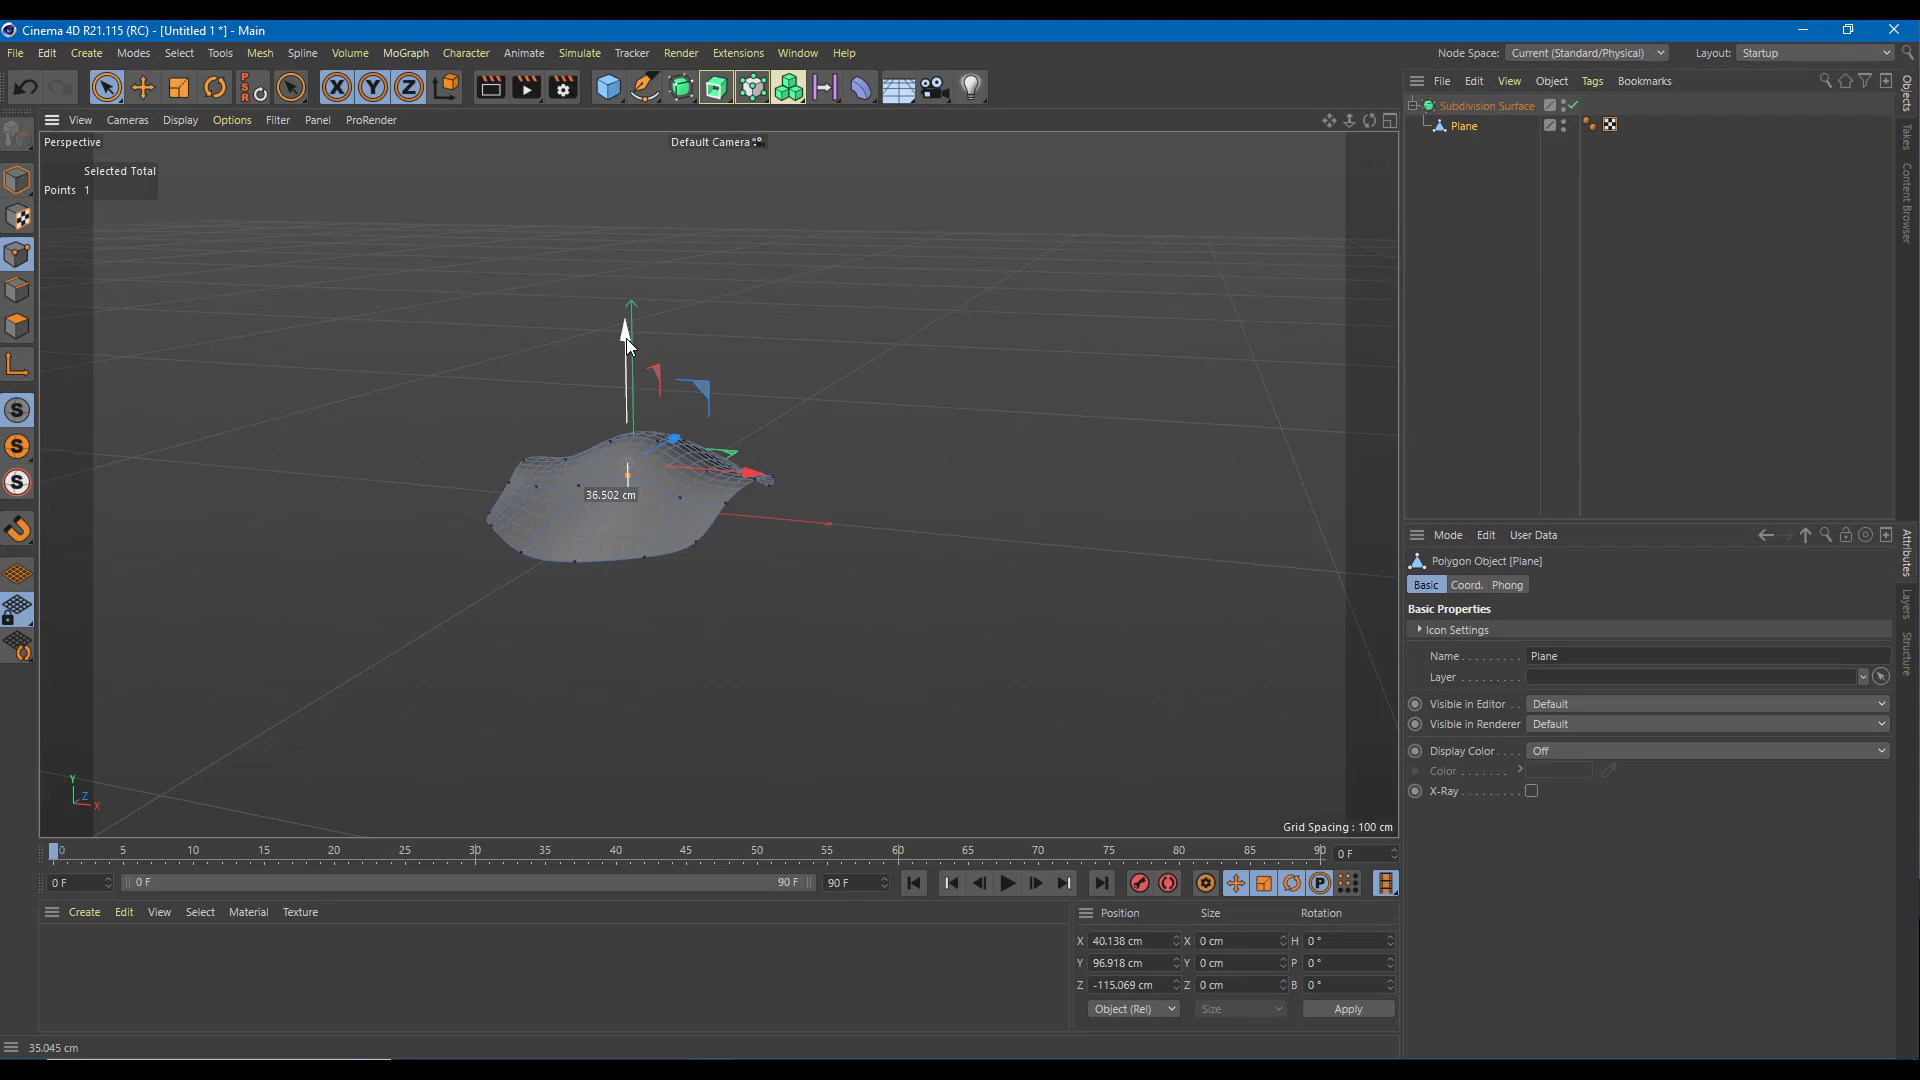 Cinema 4D R21.115 (RC) - [Untitled 1 *] - Main
File Edit Create Modes Select Tools Mesh Spline Volume MoGraph Character Animate Simulate Tracker Render Extensions Window Help
Node Space: Current (Standard/Physical) Layout: Startup
View Cameras Display Options Filter Panel ProRender
File Edit View Object Tags Bookmarks
Perspective
Default Camera
Selected Total
Points 1
Subdivision Surface
Plane
Objects
Takes
Content Browser
36.502 cm
Y
Z
X
Grid Spacing : 100 cm
Mode Edit User Data
Polygon Object [Plane]
Basic Coord. Phong
Basic Properties
Icon Settings
Name Plane
Layer
Visible in Editor Default
Visible in Renderer Default
Display Color Off
Color
X-Ray
Attributes
Layers
Structure
0 5 10 15 20 25 30 35 40 45 50 55 60 65 70 75 80 85 90 0 F
0 F 0 F 90 F 90 F
Create Edit View Select Material Texture
Position Size Rotation
X 40.138 cm X 0 cm H 0 °
Y 96.918 cm Y 0 cm P 0 °
Z -115.069 cm Z 0 cm B 0 °
Object (Rel) Size Apply
35.045 cm